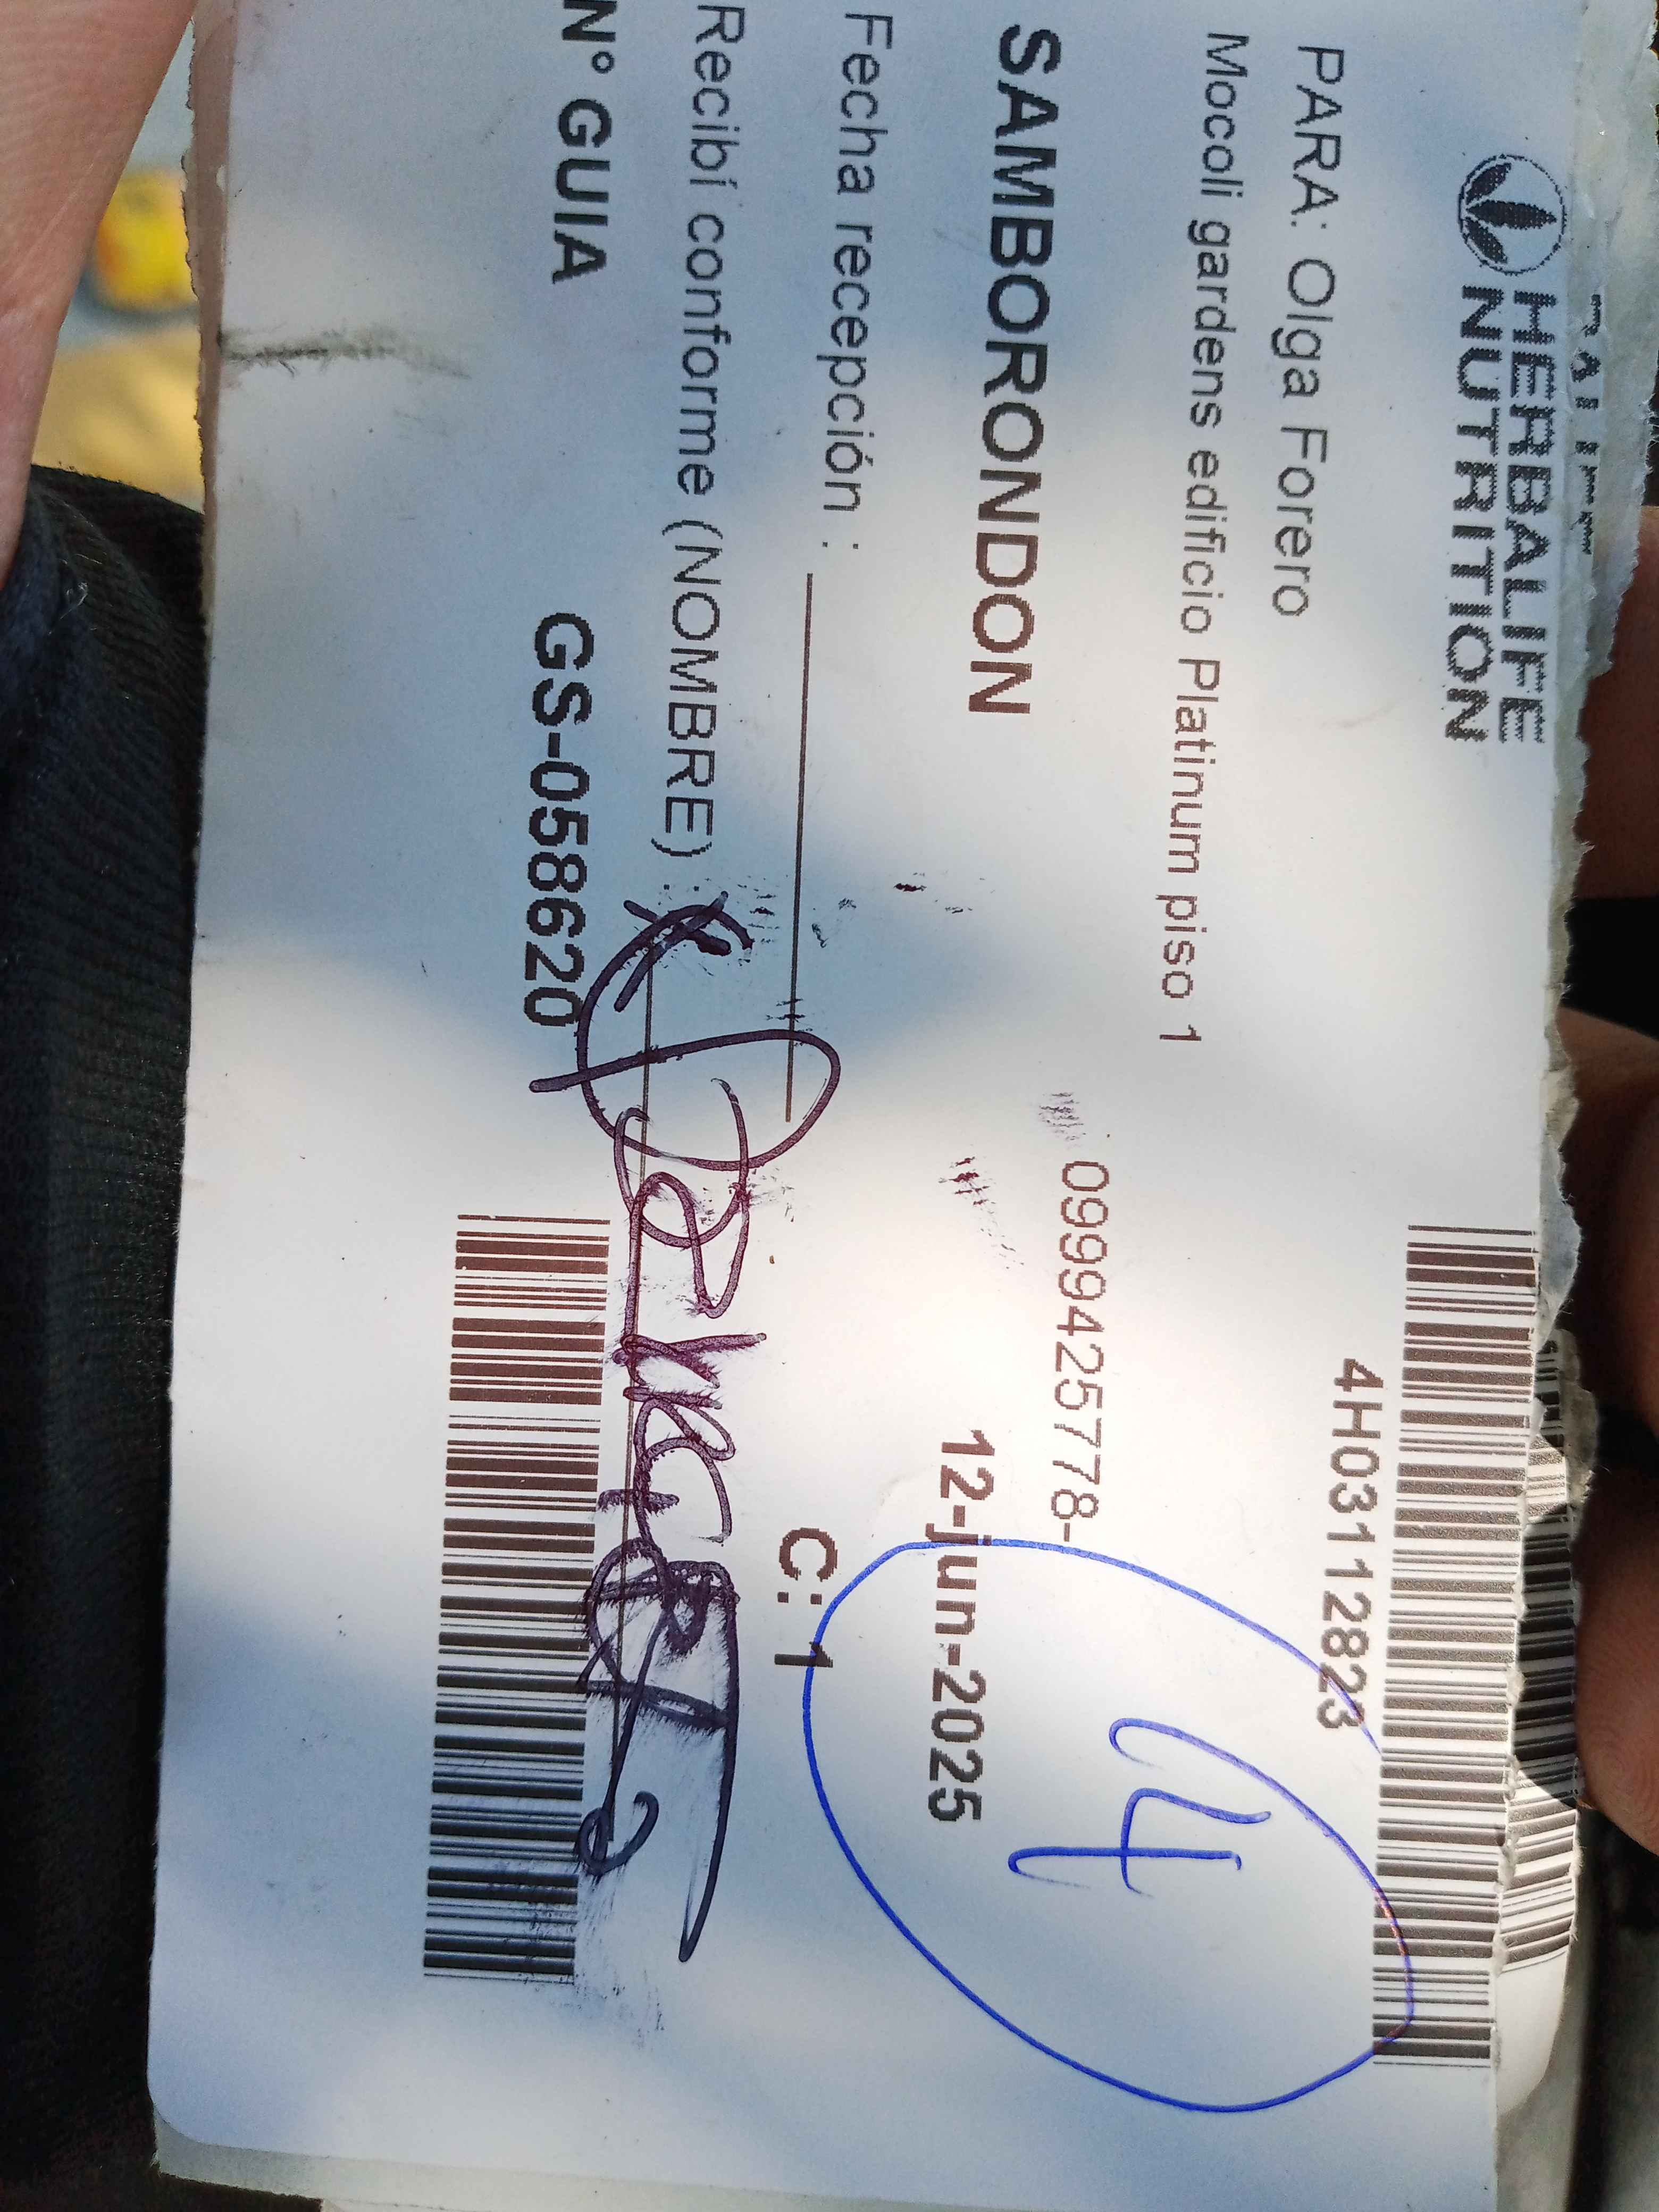 HERBALIFE
NUTRITION
4H03112823
PARA: Olga Forero
Mocoli gardens edificio Platinum piso 1
0999425778-
SAMBORONDON
12-jun-2025
4
Fecha recepción :
C: 1
Recibí conforme (NOMBRE) :
N° GUIA
GS-058620